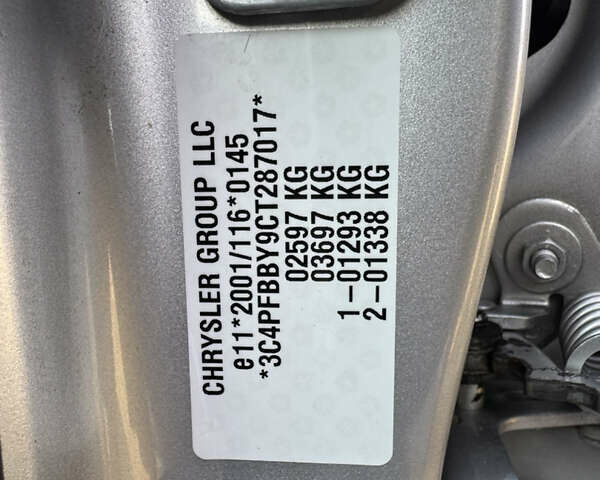 CHRYSLER GROUP LLC
e11*2001/116*0145
*3C4PFBBY9CT287017*
02597 KG
03697 KG
1-01293 KG
2-01338 KG